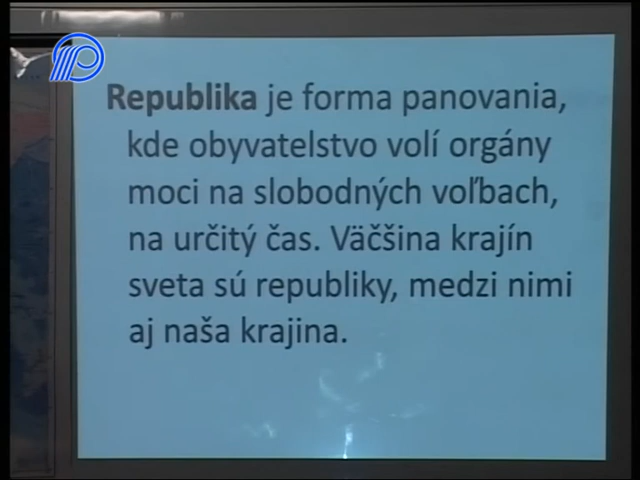 Republika je forma panovania,
kde obyvatelstvo volí orgány
moci na slobodných voľbach,
na určitý čas. Väčšina krajín
sveta sú republiky, medzi nimi
aj naša krajina.